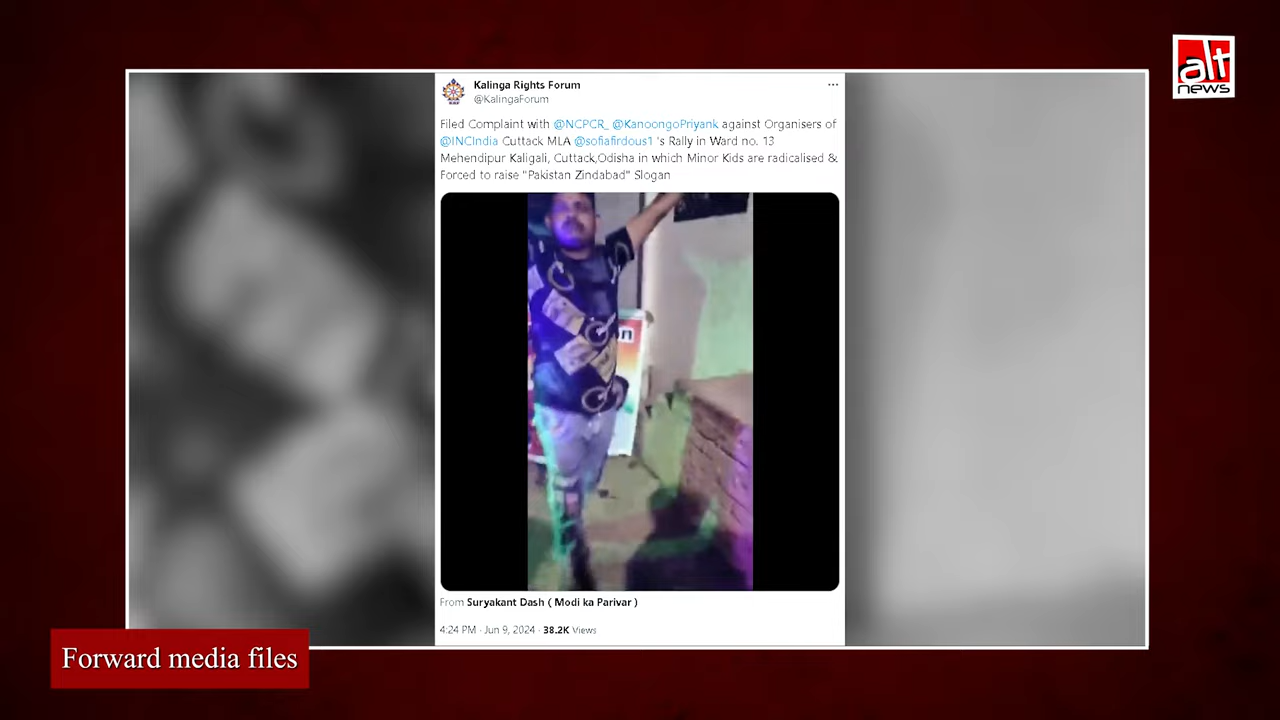 alt
news
Kalinga Rights Forum
@KalingaForum
Filed Complaint with @NCPCR_ @KanoongoPriyank against Organisers of
@INCIndia Cuttack MLA @sofiafirdous1 's Rally in Ward no. 13
Mehendipur Kaligali, Cuttack,Odisha in which Minor Kids are radicalised &
Forced to raise "Pakistan Zindabad" Slogan
From Suryakant Dash ( Modi ka Parivar )
4:24 PM · Jun 9, 2024 · 38.2K Views
Forward media files